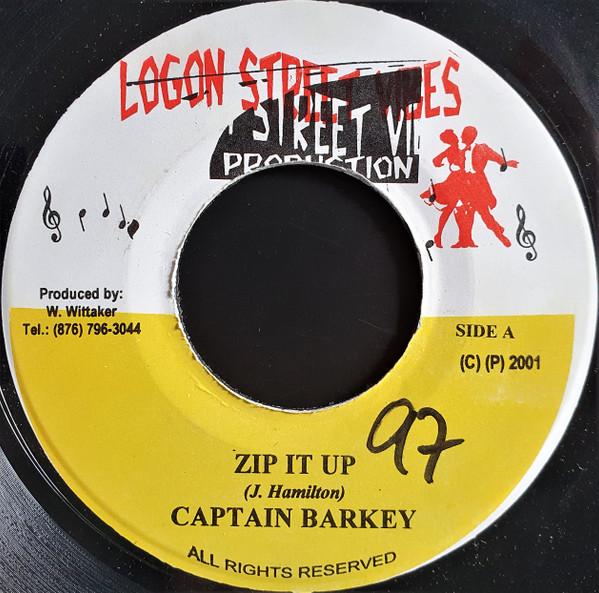 LOGON STREET VIBES
STREET VI
PRODUCTION
Produced by:
W. Wittaker
Tel.: (876) 796-3044
SIDE A
(C) (P) 2001
97
ZIP IT UP
(J. Hamilton)
CAPTAIN BARKEY
ALL RIGHTS RESERVED